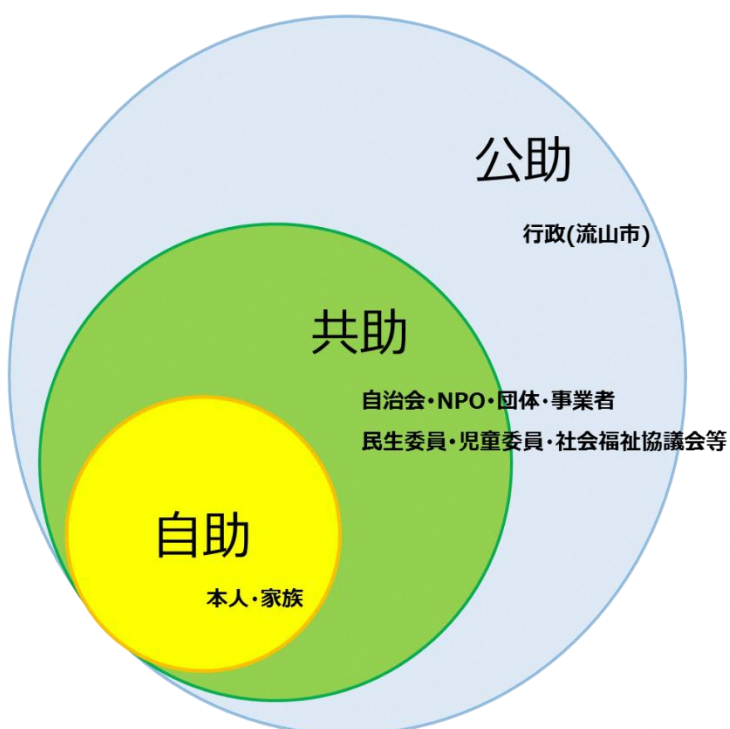 公助
行政(流山市)
共助
自治会・NPO・団体・事業者
民生委員・児童委員・社会福祉協議会等
自助
本人・家族